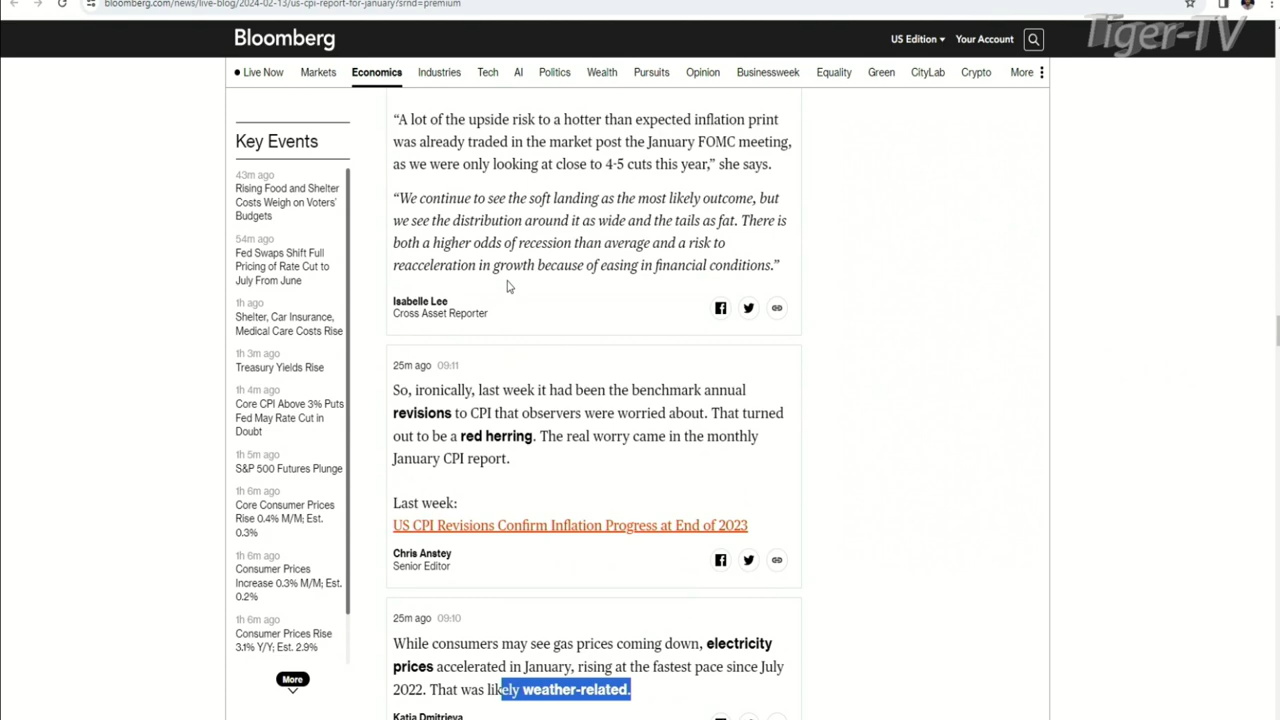 bloomberg.com/news/live-blog/2024-02-13/us-cpi-report-for-january?srnd=premium
Tiger-TV
Bloomberg
US Edition
Your Account
Live Now Markets Economics Industries Tech AI Politics Wealth Pursuits Opinion Businessweek Equality Green CityLab Crypto More
Key Events
43m ago
Rising Food and Shelter
Costs Weigh on Voters'
Budgets
54m ago
Fed Swaps Shift Full
Pricing of Rate Cut to
July From June
1h ago
Shelter, Car Insurance,
Medical Care Costs Rise
1h 3m ago
Treasury Yields Rise
1h 4m ago
Core CPI Above 3% Puts
Fed May Rate Cut in
Doubt
1h 5m ago
S&P 500 Futures Plunge
1h 6m ago
Core Consumer Prices
Rise 0.4% M/M; Est.
0.3%
1h 6m ago
Consumer Prices
Increase 0.3% M/M; Est.
0.2%
1h 6m ago
Consumer Prices Rise
3.1% Y/Y; Est. 2.9%
More
“A lot of the upside risk to a hotter than expected inflation print
was already traded in the market post the January FOMC meeting,
as we were only looking at close to 4-5 cuts this year,” she says.
“We continue to see the soft landing as the most likely outcome, but
we see the distribution around it as wide and the tails as fat. There is
both a higher odds of recession than average and a risk to
reacceleration in growth because of easing in financial conditions.”
Isabelle Lee
Cross Asset Reporter
25m ago 09:11
So, ironically, last week it had been the benchmark annual
revisions to CPI that observers were worried about. That turned
out to be a red herring. The real worry came in the monthly
January CPI report.
Last week:
US CPI Revisions Confirm Inflation Progress at End of 2023
Chris Anstey
Senior Editor
25m ago 09:10
While consumers may see gas prices coming down, electricity
prices accelerated in January, rising at the fastest pace since July
2022. That was likely weather-related.
Katia Dmitrieva